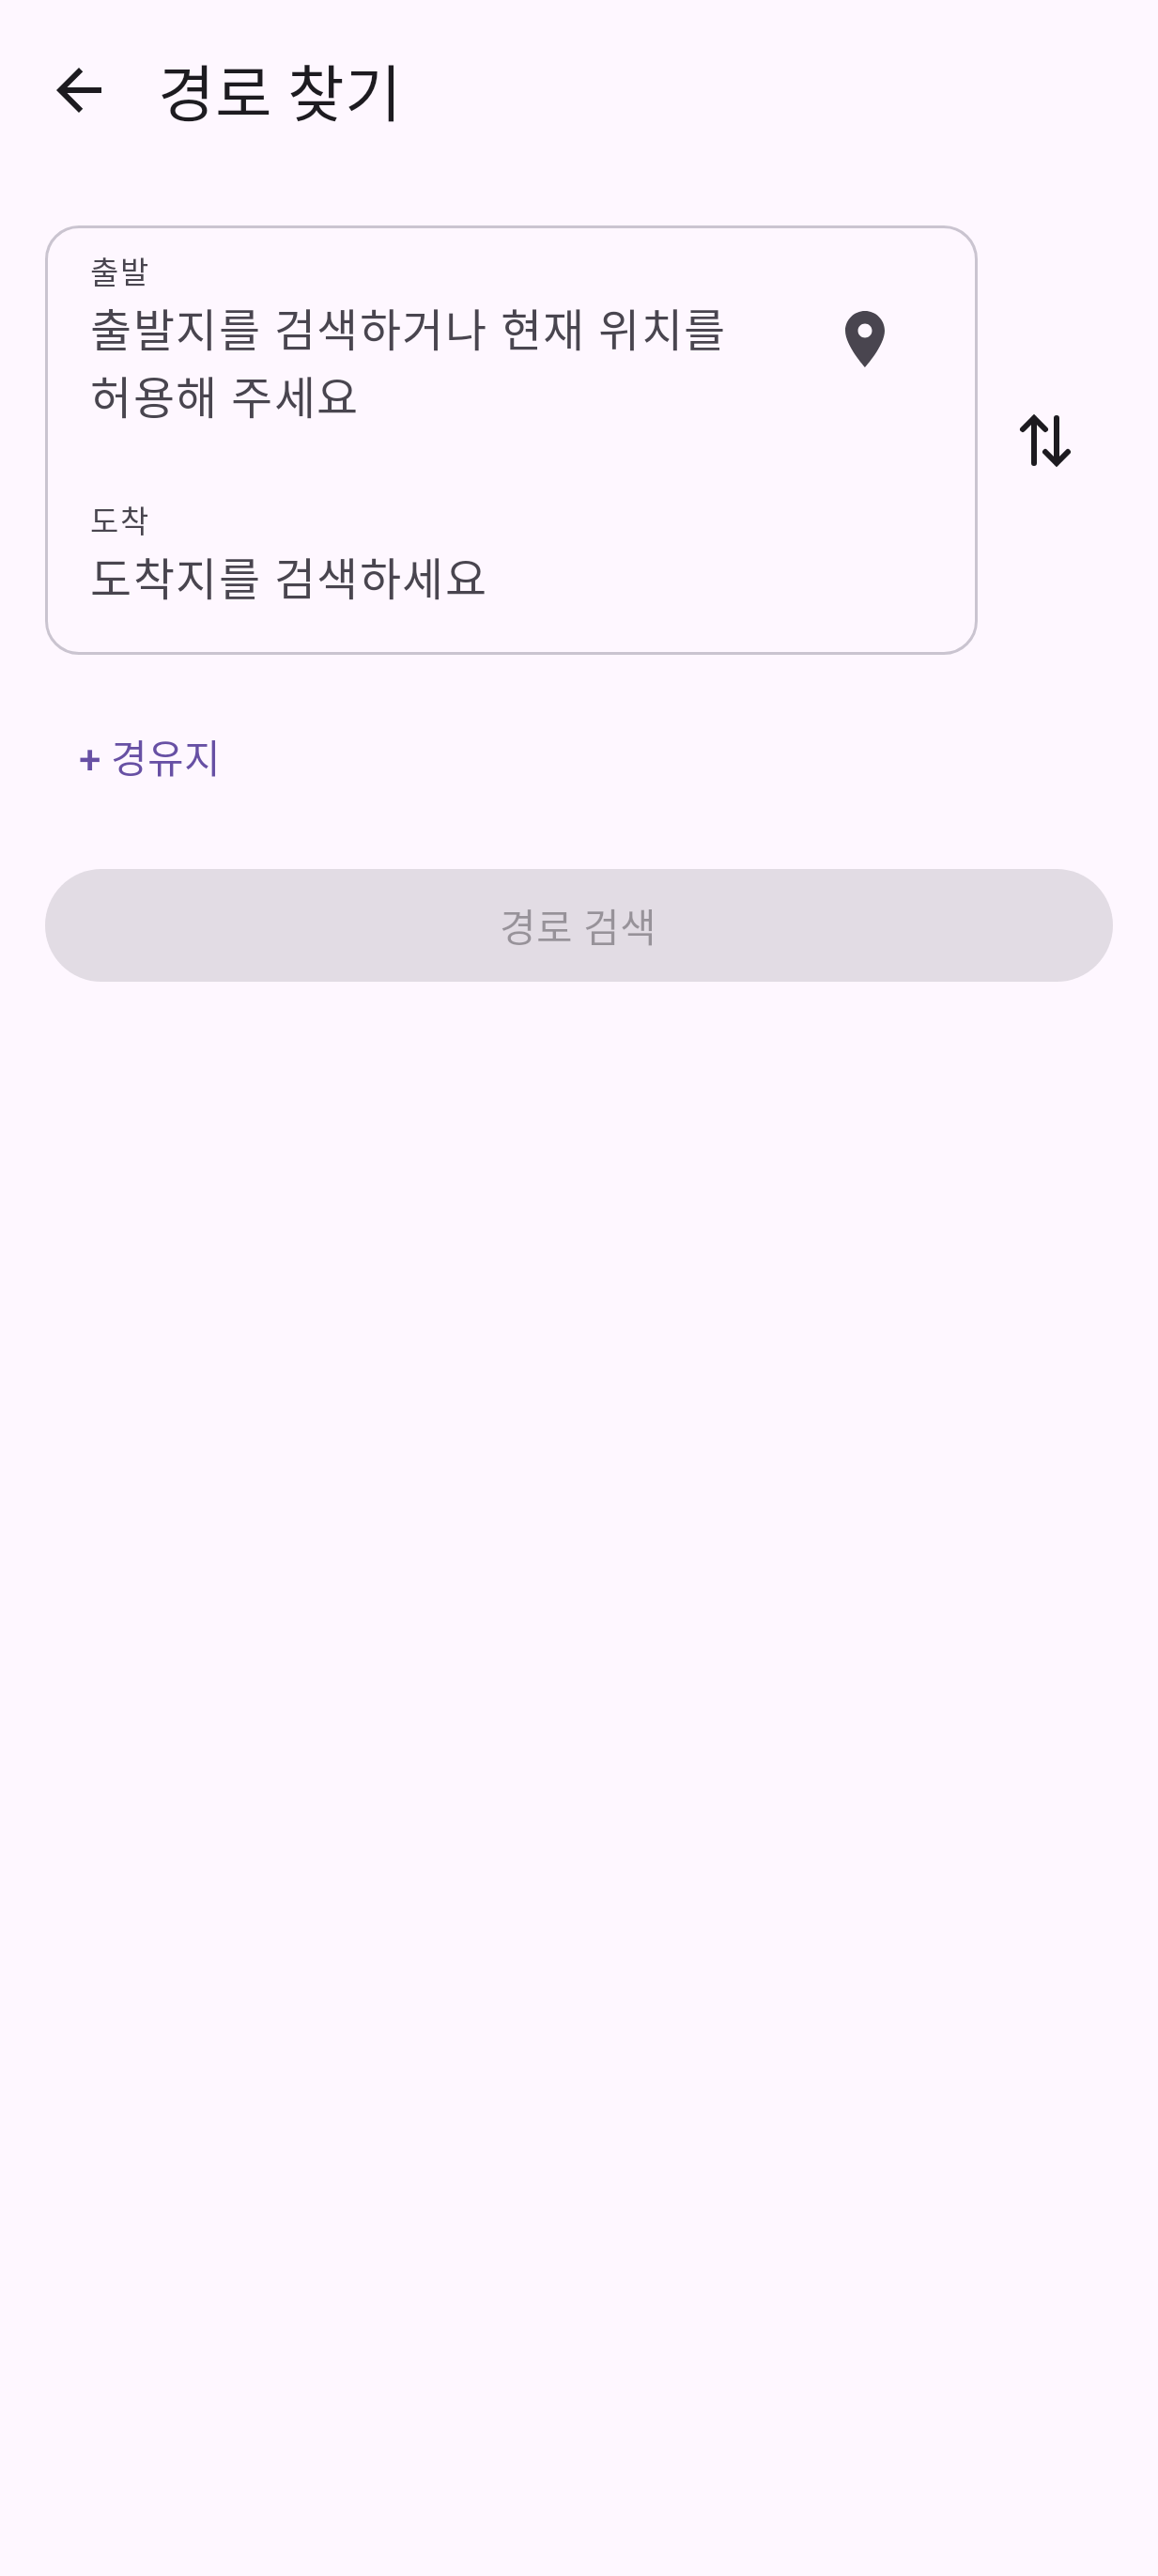 경로 찾기
출발
출발지를 검색하거나 현재 위치를
허용해 주세요
도착
도착지를 검색하세요
+ 경유지
경로 검색